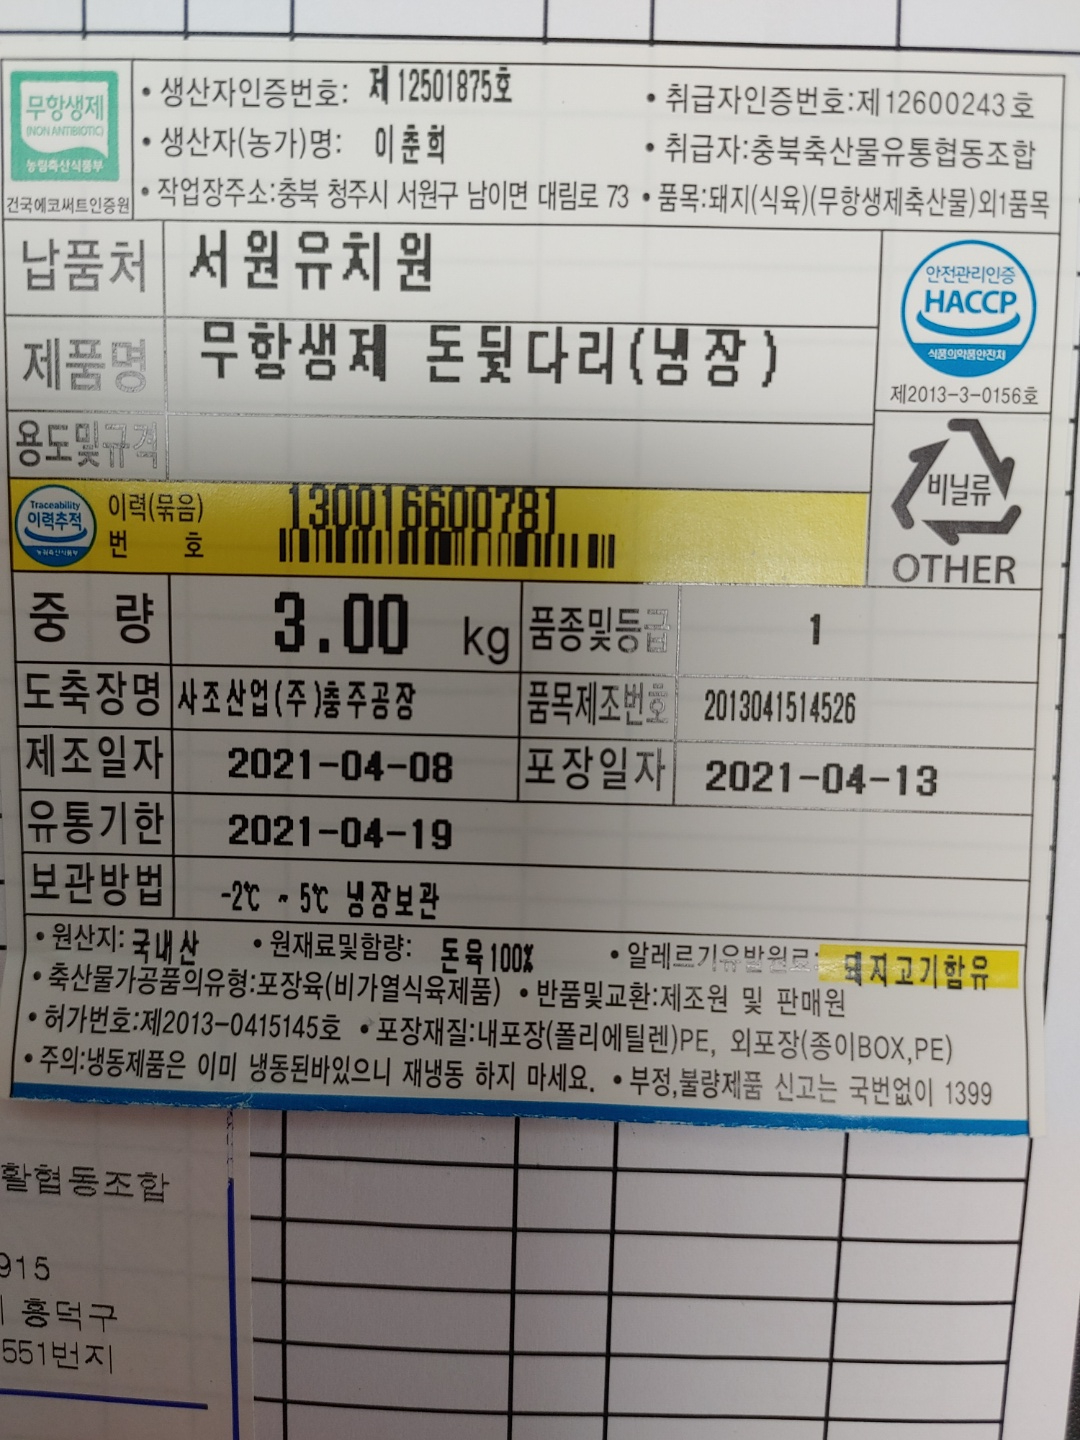 무항생제
(NON ANTIBIOTIC)
농림축산식품부
건국에코써트인증원
• 생산자인증번호: 제12501875호
• 취급자인증번호:제12600243호
• 생산자(농가)명: 이춘희
• 취급자:충북축산물유통협동조합
• 작업장주소:충북 청주시 서원구 남이면 대림로 73
• 품목:돼지(식육)(무항생제축산물)외1품목
납품처 서원유치원
안전관리인증
HACCP
식품의약품안전처
제2013-3-0156호
제품명 무항생제 돈뒷다리(냉장)
용도및규격
비닐류
OTHER
Traceability
이력추적
농림축산식품부
이력(묶음)
번 호
130016600781
중 량 3.00 kg 품종및등급 1
도축장명 사조산업(주)충주공장 품목제조번호 2013041514526
제조일자 2021-04-08 포장일자 2021-04-13
유통기한 2021-04-19
보관방법 -2℃ ~ 5℃ 냉장보관
• 원산지: 국내산 • 원재료및함량: 돈육100% • 알레르기유발원료: 돼지고기함유
• 축산물가공품의유형:포장육(비가열식육제품) • 반품및교환:제조원 및 판매원
• 허가번호:제2013-0415145호 • 포장재질:내포장(폴리에틸렌)PE, 외포장(종이BOX,PE)
• 주의:냉동제품은 이미 냉동된바있으니 재냉동 하지 마세요. • 부정,불량제품 신고는 국번없이 1399
활협동조합
915
흥덕구
551번지